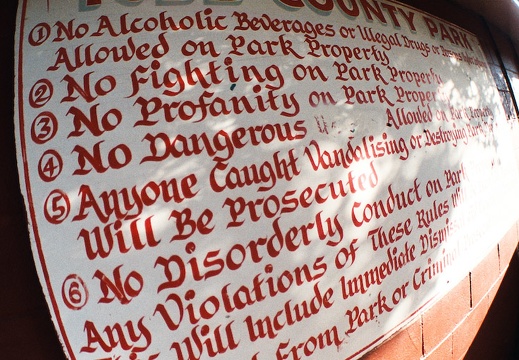 COUNTY PARK
① No Alcoholic Beverages or Illegal Drugs or
Allowed on Park Property
② No Fighting on Park Property
③ No Profanity on Park
④ No Dangerous Allowed on Park
⑤ Anyone Caught Vandalising or Destroying Park
Will Be Prosecuted
⑥ No Disorderly Conduct on Park
Any Violations of These Rules
Will Include Immediate
From Park or Criminal